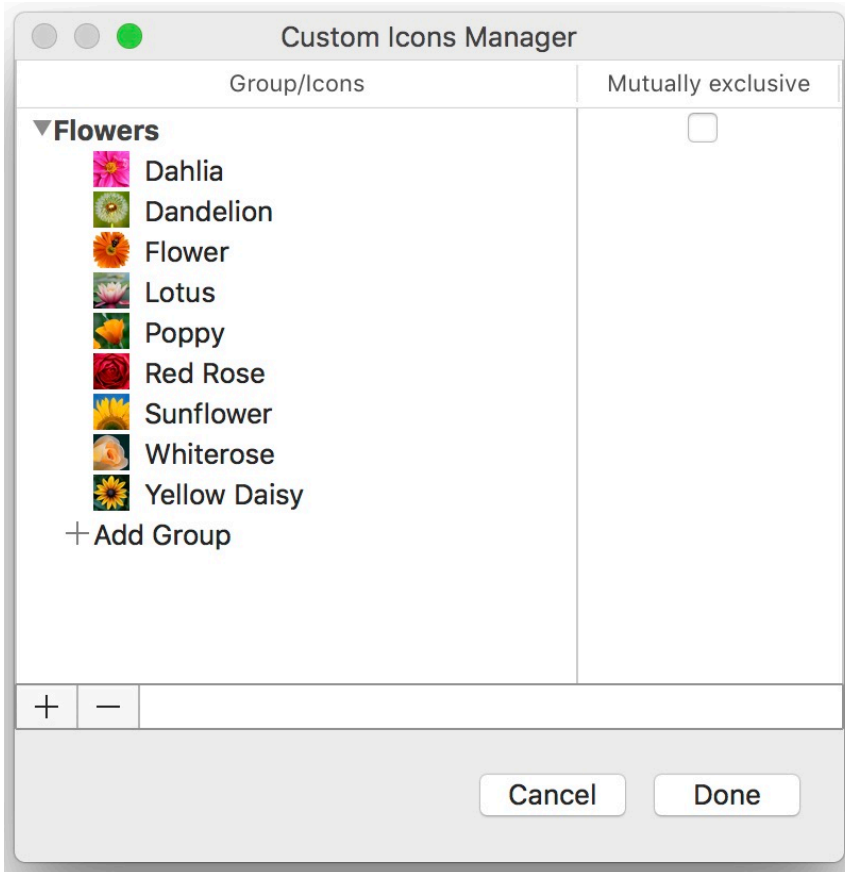 Custom Icons Manager
Group/Icons Mutually exclusive
Flowers
Dahlia
Dandelion
Flower
Lotus
Poppy
Red Rose
Sunflower
Whiterose
Yellow Daisy
+ Add Group
+ −
Cancel Done